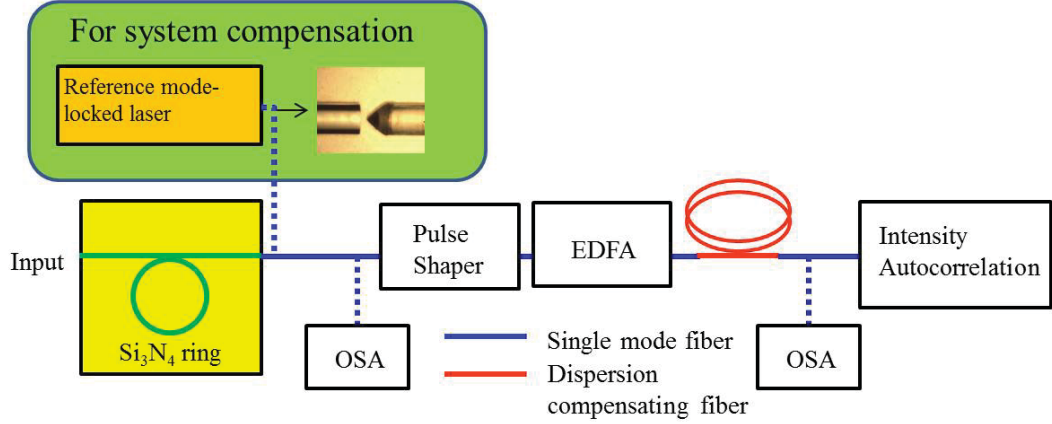 For system compensation
Reference mode-
locked laser
Input
Si₃N₄ ring
Pulse
Shaper
EDFA
Intensity
Autocorrelation
OSA
Single mode fiber
Dispersion
compensating fiber
OSA